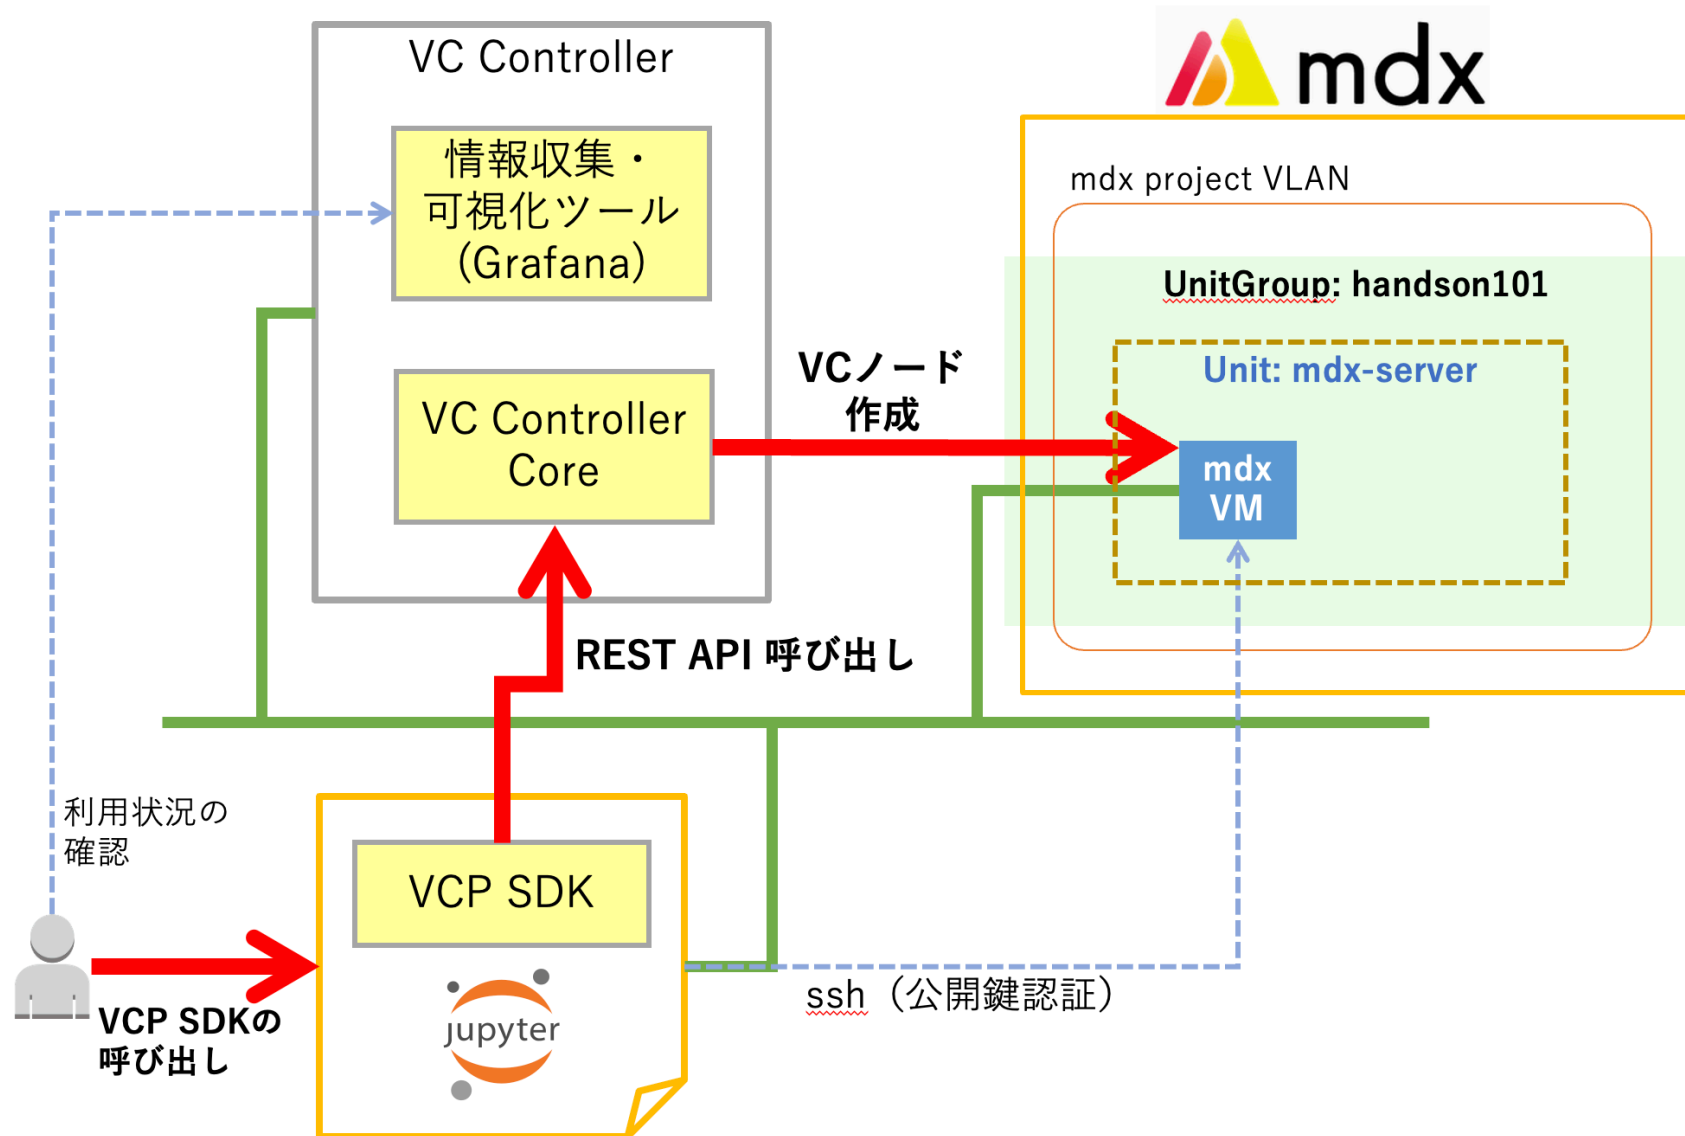 VC Controller
情報収集・
可視化ツール
(Grafana)
VC Controller
Core
mdx
mdx project VLAN
UnitGroup: handson101
Unit: mdx-server
VCノード
作成
mdx
VM
REST API 呼び出し
利用状況の
確認
VCP SDK
VCP SDKの
呼び出し
jupyter
ssh（公開鍵認証）